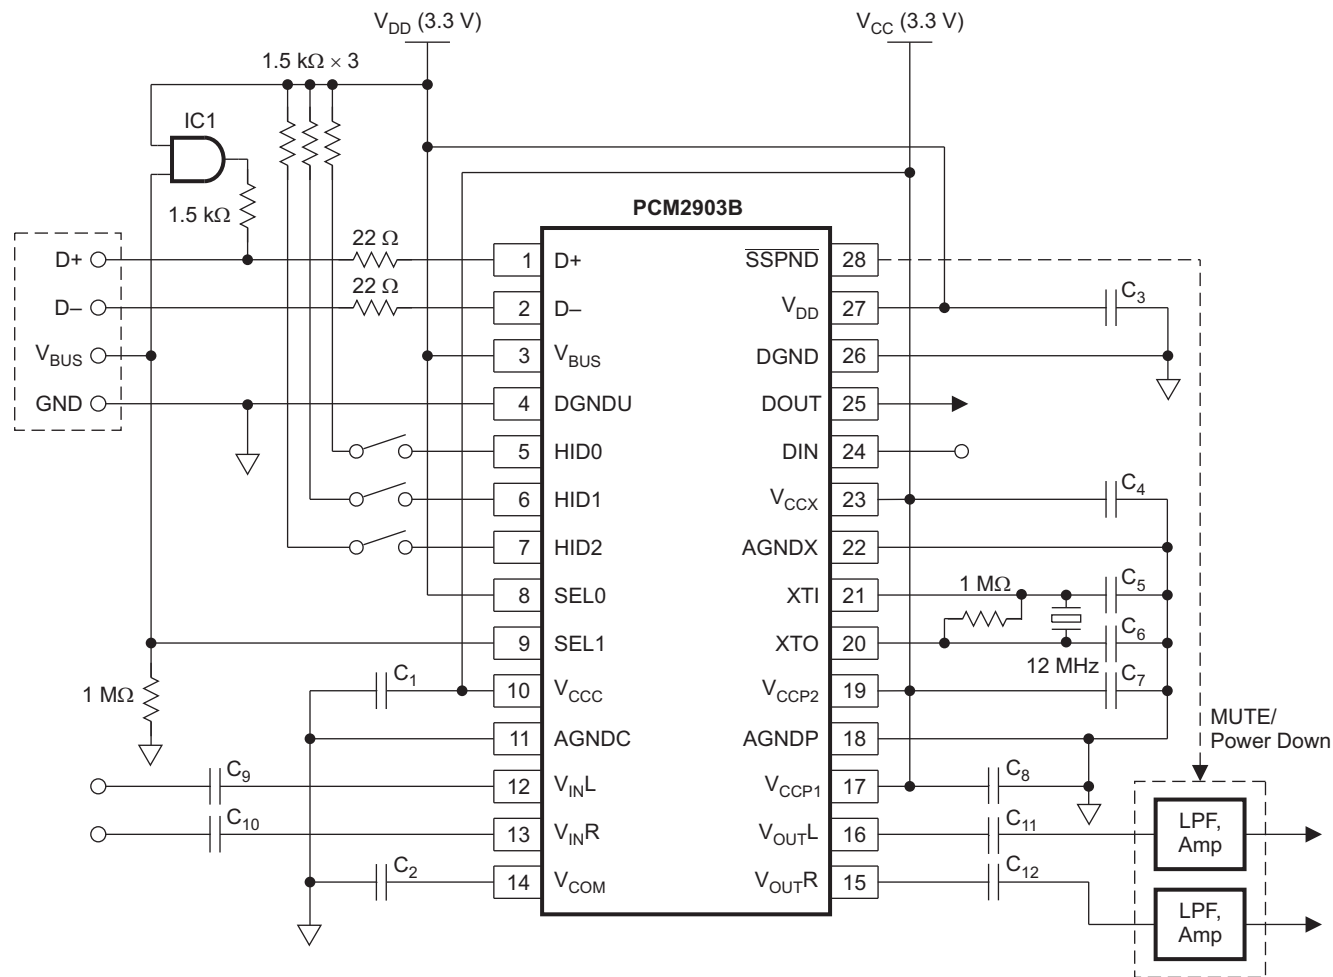 V_DD (3.3 V)
V_CC (3.3 V)
1.5 kΩ × 3
IC1
1.5 kΩ
PCM2903B
D+
22 Ω
1 D+
SSPND 28
D–
22 Ω
2 D–
V_DD 27
C_3
V_BUS
3 V_BUS
DGND 26
GND
4 DGNDU
DOUT 25
5 HID0
DIN 24
6 HID1
V_CCX 23
C_4
7 HID2
AGNDX 22
8 SEL0
XTI 21
1 MΩ
C_5
9 SEL1
XTO 20
12 MHz
C_6
1 MΩ
C_1
10 V_CCC
V_CCP2 19
C_7
11 AGNDC
AGNDP 18
MUTE/
Power Down
C_9
12 V_INL
V_CCP1 17
C_8
C_10
13 V_INR
V_OUTL 16
C_11
LPF,
Amp
C_2
14 V_COM
V_OUTR 15
C_12
LPF,
Amp